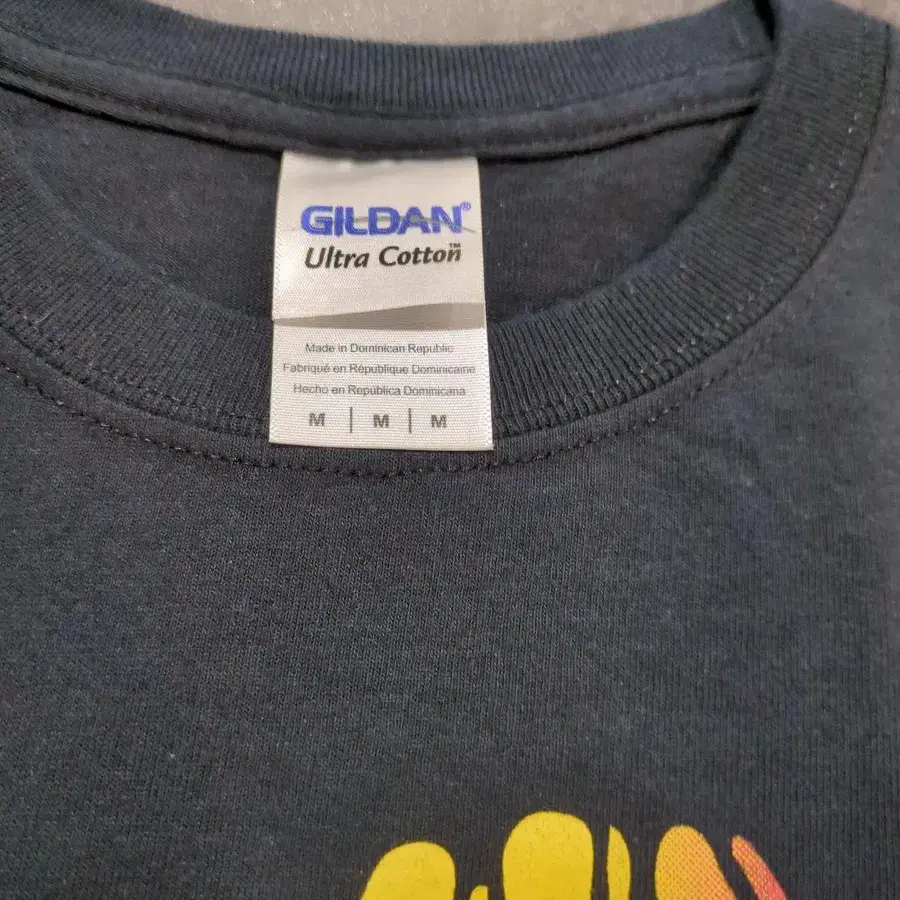 GILDAN®
Ultra Cotton™
Made in Dominican Republic
Fabriqué en République Dominicaine
Hecho en Republica Dominicana
M | M | M